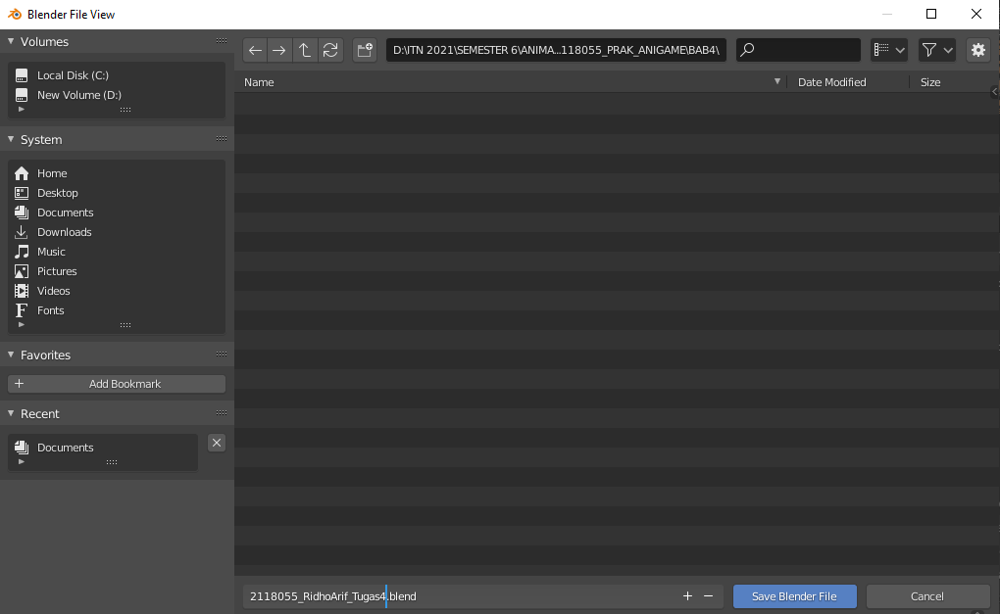 Blender File View
Volumes
Local Disk (C:)
New Volume (D:)
System
Home
Desktop
Documents
Downloads
Music
Pictures
Videos
Fonts
Favorites
Add Bookmark
Recent
Documents
D:\ITN 2021\SEMESTER 6\ANIMA...118055_PRAK_ANIGAME\BAB4\
Name Date Modified Size
2118055_RidhoArif_Tugas4.blend
Save Blender File Cancel